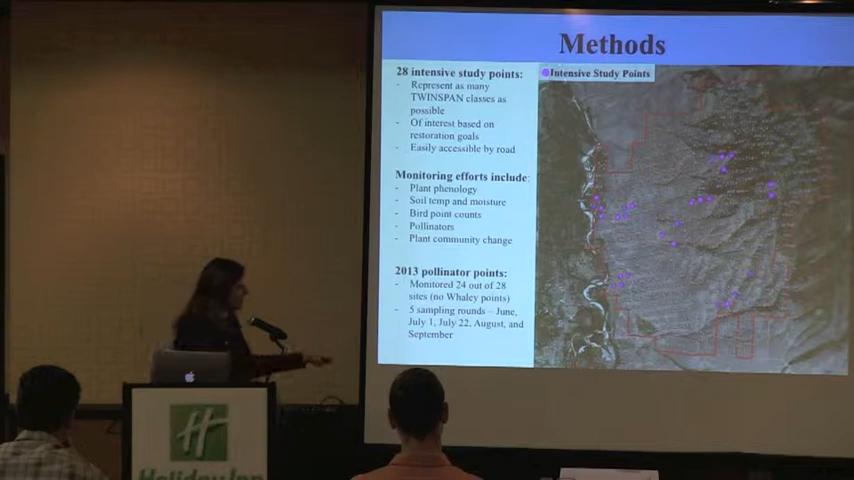 Methods
28 intensive study points:
- Represent as many
TWINSPAN classes as
possible
- Of interest based on
restoration goals
- Easily accessible by road
Monitoring efforts include:
- Plant phenology
- Soil temp and moisture
- Bird point counts
- Pollinators
- Plant community change
2013 pollinator points:
- Monitored 24 out of 28
sites (no Whaley points)
- 5 sampling rounds – June,
July 1, July 22, August, and
September
Intensive Study Points
H
Holiday Inn